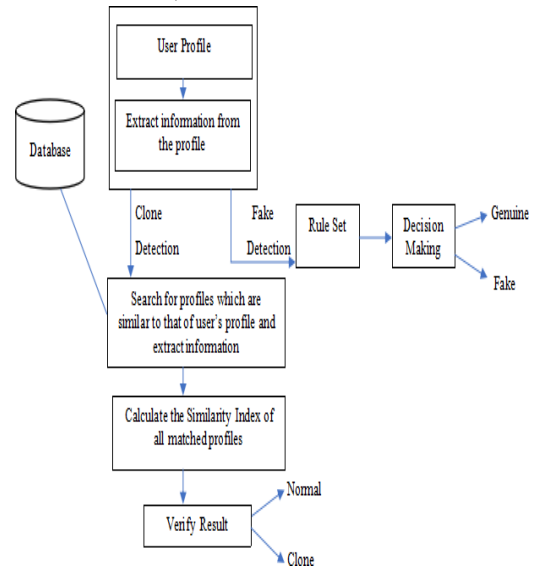 User Profile
Extract information from
the profile
Database
Clone
Detection
Fake
Detection
Rule Set
Decision
Making
Genuine
Fake
Search for profiles which are
similar to that of user's profile and
extract information
Calculate the Similarity Index of
all matched profiles
Verify Result
Normal
Clone